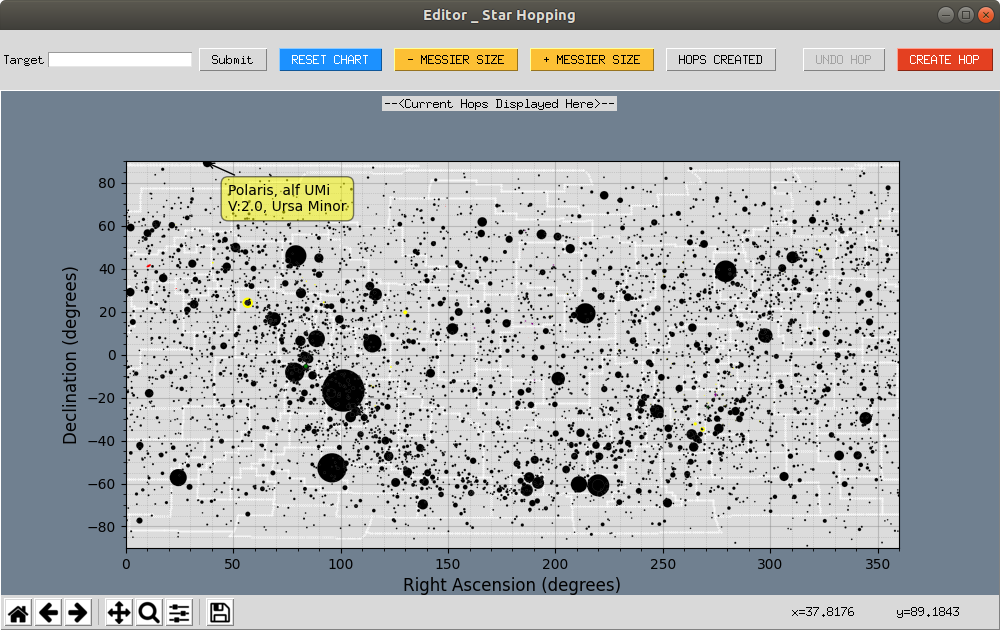 Editor _ Star Hopping
Target
Submit
RESET CHART
- MESSIER SIZE
+ MESSIER SIZE
HOPS CREATED
UNDO HOP
CREATE HOP
--<Current Hops Displayed Here>--
Polaris, alf UMi
V:2.0, Ursa Minor
80
60
40
20
0
−20
−40
−60
−80
Declination (degrees)
0
50
100
150
200
250
300
350
Right Ascension (degrees)
x=37.8176 y=89.1843